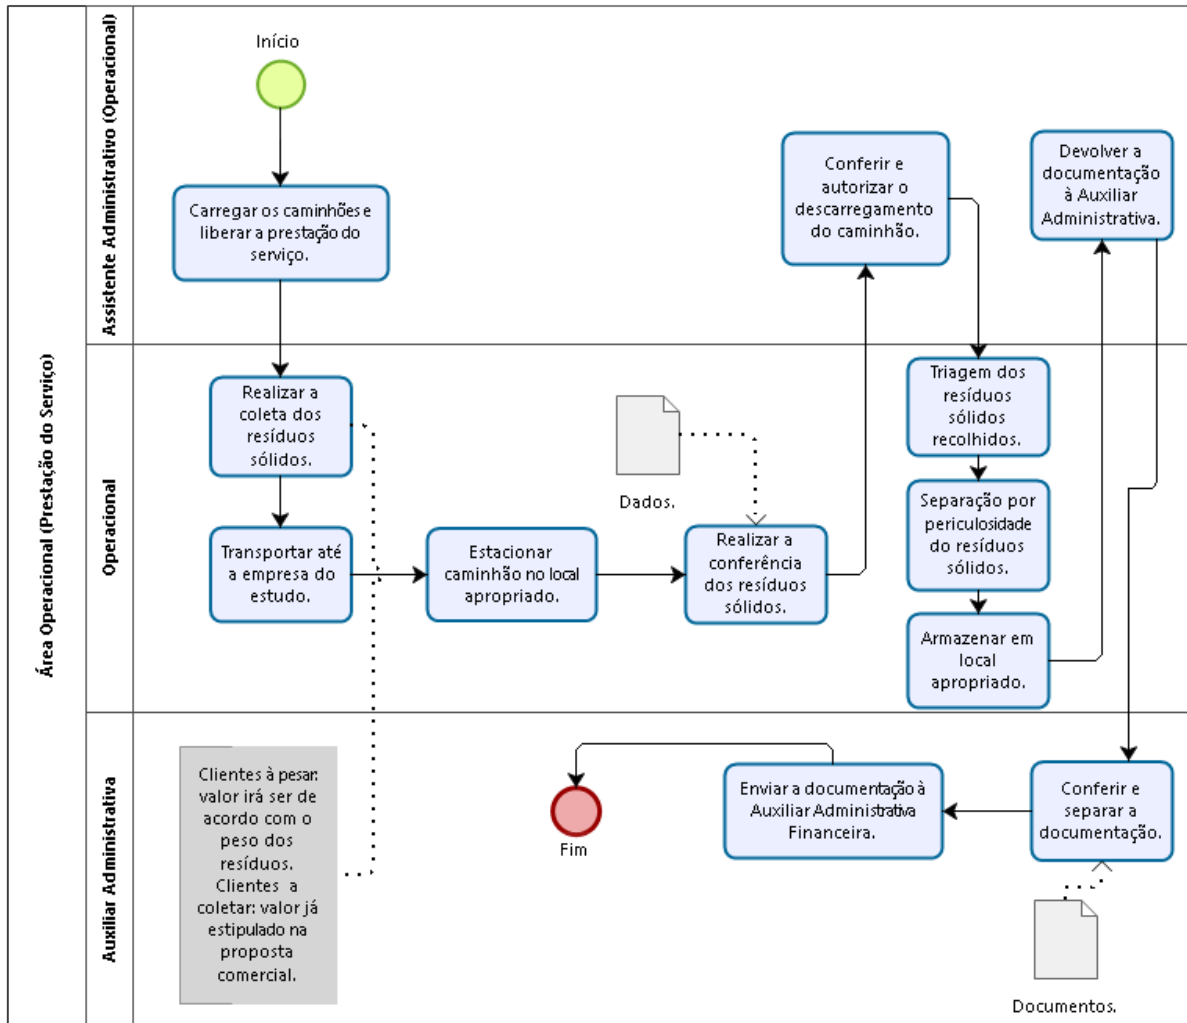 Área Operacional (Prestação do Serviço)
Assistente Administrativo (Operacional)
Início
Carregar os caminhões e
liberar a prestação do
serviço.
Conferir e
autorizar o
descarregamento
do caminhão.
Devolver a
documentação
à Auxiliar
Administrativa.
Operacional
Realizar a
coleta dos
resíduos
sólidos.
Transportar até
a empresa do
estudo.
Estacionar
caminhão no local
apropriado.
Dados.
Realizar a
conferência
dos resíduos
sólidos.
Triagem dos
resíduos
sólidos
recolhidos.
Separação por
periculosidade
do resíduos
sólidos.
Armazenar em
local
apropriado.
Auxiliar Administrativa
Clientes à pesar:
valor irá ser de
acordo com o
peso dos
resíduos.
Clientes a
coletar: valor já
estipulado na
proposta
comercial.
Fim
Enviar a documentação à
Auxiliar Administrativa
Financeira.
Conferir e
separar a
documentação.
Documentos.